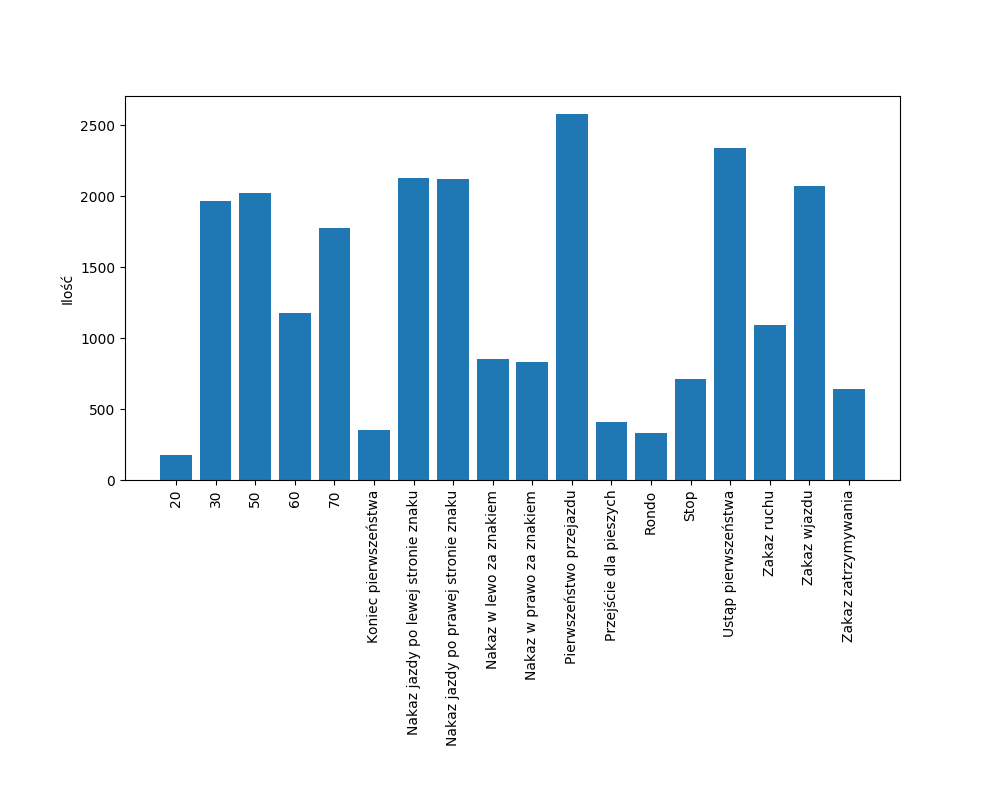 2500
2000
1500
1000
500
0
Ilość
20
30
50
60
70
Koniec pierwszeństwa
Nakaz jazdy po lewej stronie znaku
Nakaz jazdy po prawej stronie znaku
Nakaz w lewo za znakiem
Nakaz w prawo za znakiem
Pierwszeństwo przejazdu
Przejście dla pieszych
Rondo
Stop
Ustąp pierwszeństwa
Zakaz ruchu
Zakaz wjazdu
Zakaz zatrzymywania